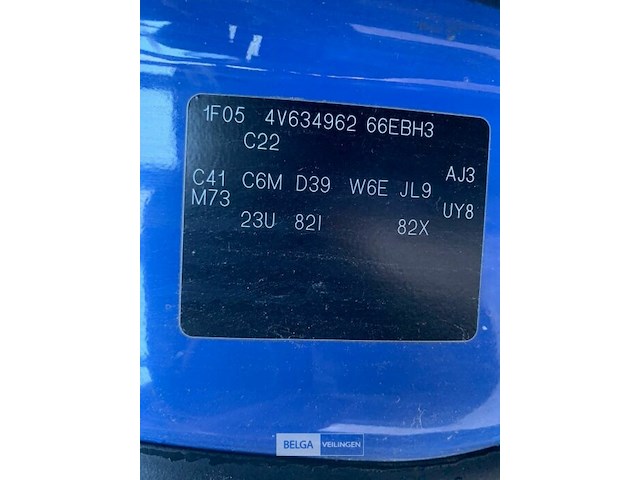 1F05 4V634962 66EBH3
C22
AJ3
C41 C6M D39 W6E JL9
M73
UY8
23U 82I 82X
BELGA VEILINGEN